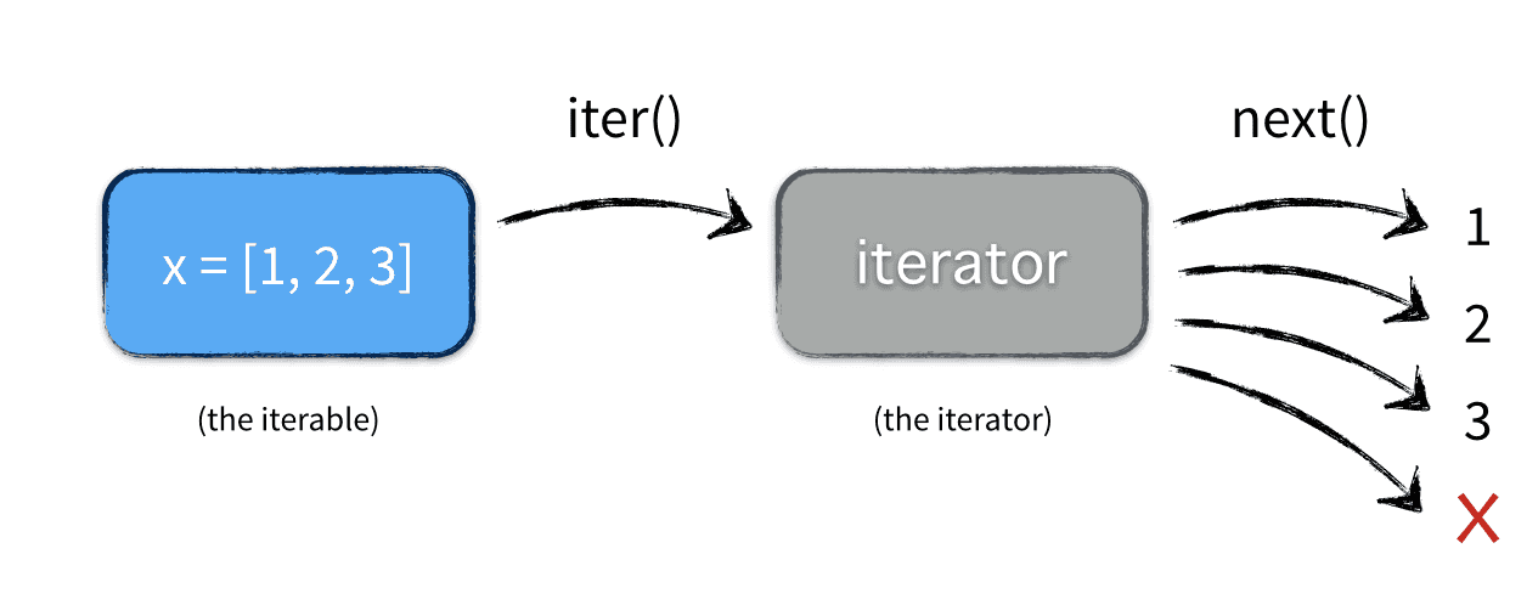 iter()
next()
x = [1, 2, 3]
iterator
1
2
3
X
(the iterable)
(the iterator)